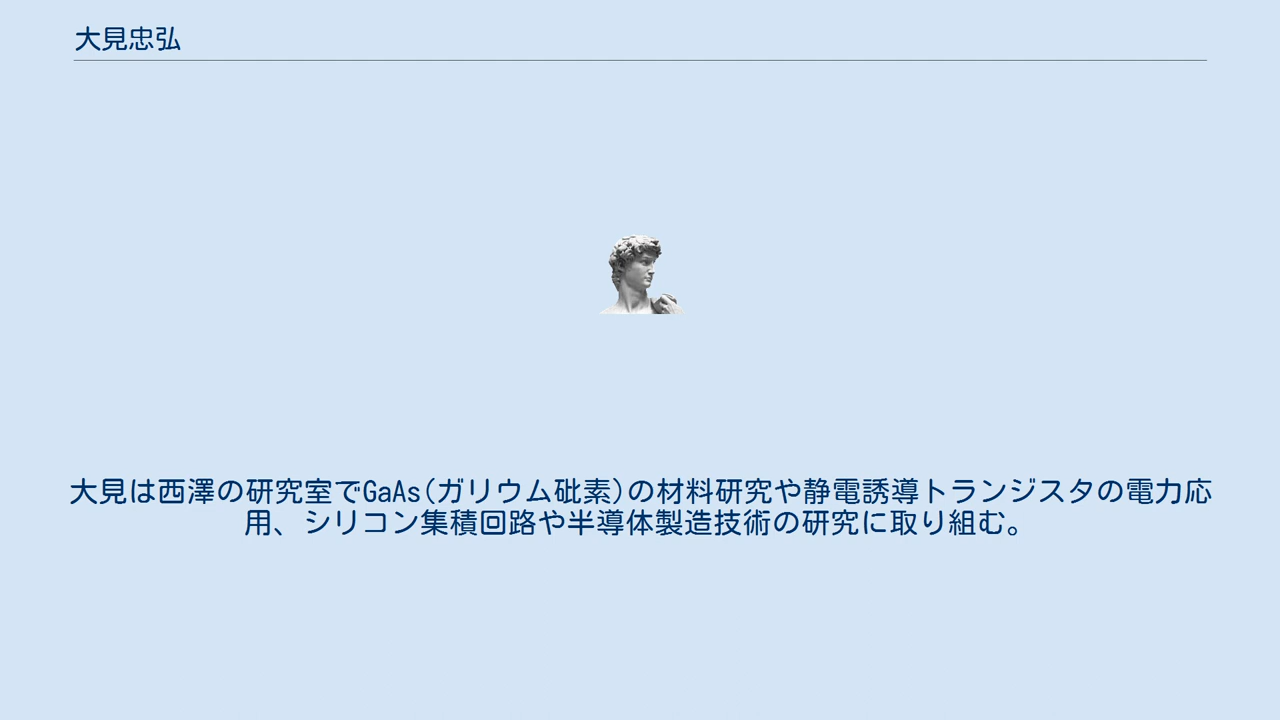 大見忠弘
大見は西澤の研究室でGaAs(ガリウム砒素)の材料研究や静電誘導トランジスタの電力応
用、シリコン集積回路や半導体製造技術の研究に取り組む。